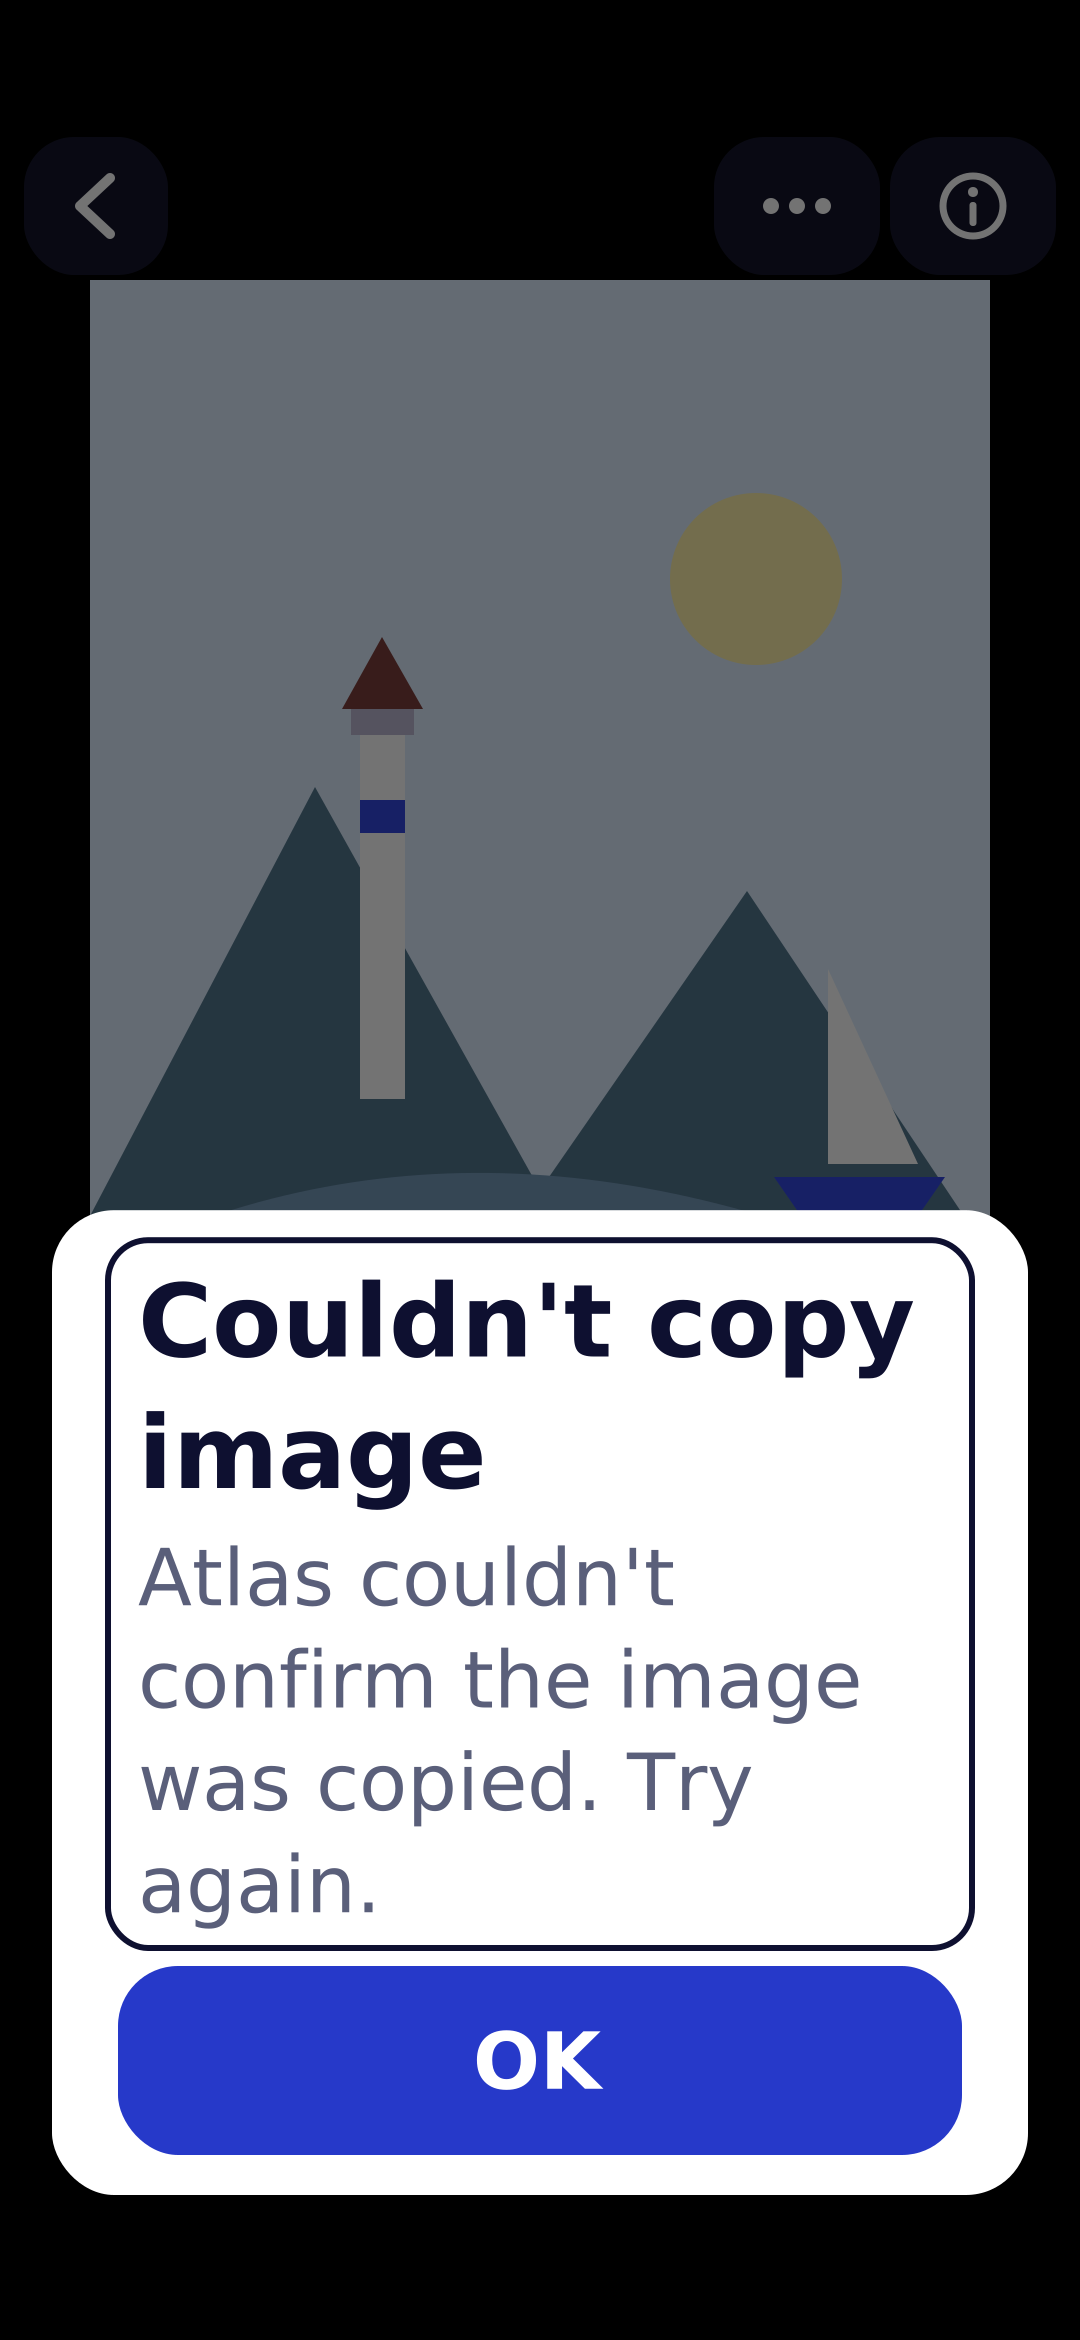 Couldn't copy
image
Atlas couldn't
confirm the image
was copied. Try
again.
OK